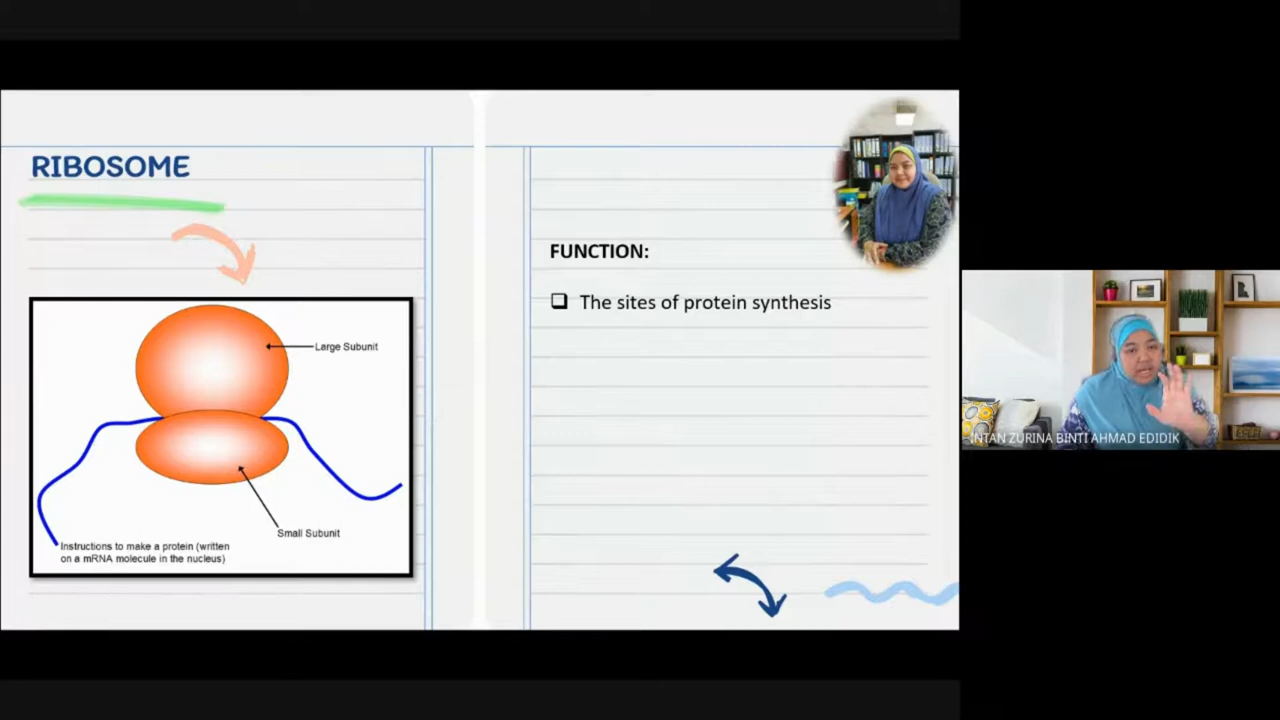 RIBOSOME
Large Subunit
Small Subunit
Instructions to make a protein (written
on a mRNA molecule in the nucleus)
FUNCTION:
❑ The sites of protein synthesis
INTAN ZURINA BINTI AHMAD EDIDIK